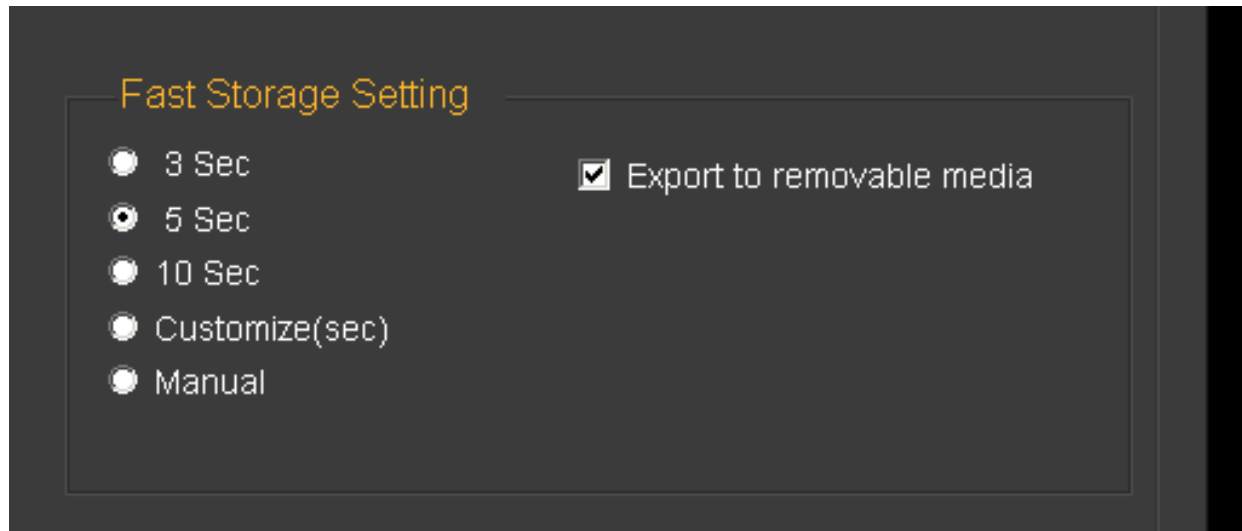 Fast Storage Setting
3 Sec
Export to removable media
5 Sec
10 Sec
Customize(sec)
Manual